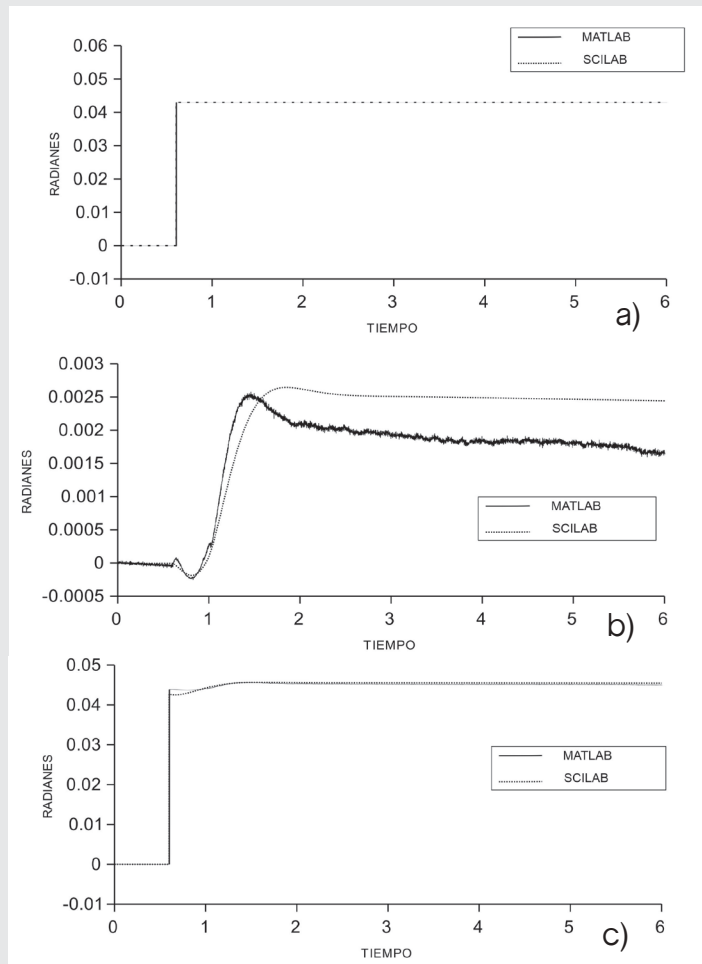 MATLAB
SCILAB
0.06
0.05
0.04
0.03
0.02
0.01
0
-0.01
RADIANES
0 1 2 3 4 5 6
TIEMPO
a)
0.003
0.0025
0.002
0.0015
0.001
0.0005
0
-0.0005
RADIANES
MATLAB
SCILAB
0 1 2 3 4 5 6
TIEMPO
b)
0.05
0.04
0.03
0.02
0.01
0
-0.01
RADIANES
MATLAB
SCILAB
0 1 2 3 4 5 6
TIEMPO
c)